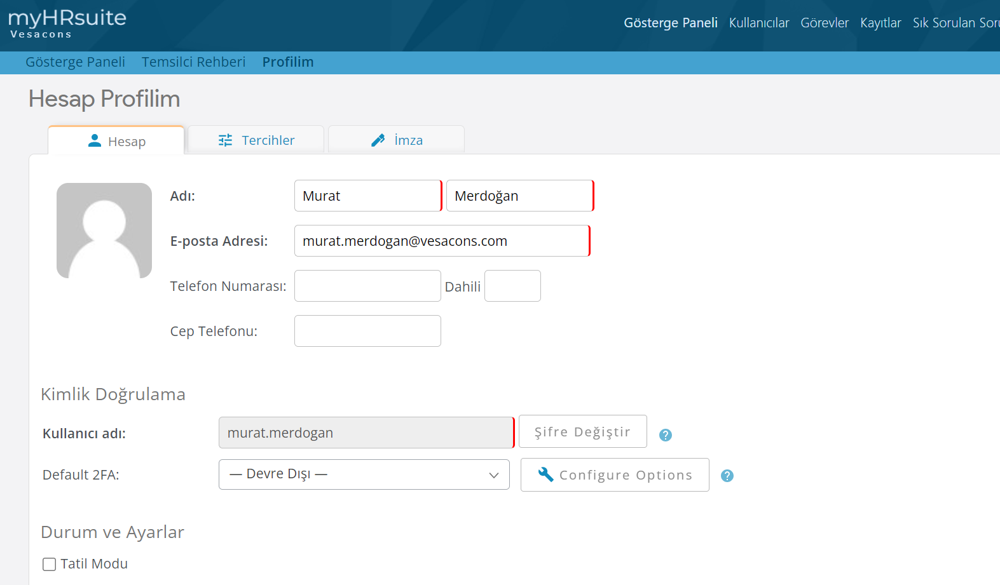 myHRsuite
Vesacons
Gösterge Paneli Kullanıcılar Görevler Kayıtlar Sık Sorulan
Gösterge Paneli Temsilci Rehberi Profilim
Hesap Profilim
Hesap Tercihler İmza
Adı: Murat Merdoğan
E-posta Adresi: murat.merdogan@vesacons.com
Telefon Numarası: Dahili
Cep Telefonu:
Kimlik Doğrulama
Kullanıcı adı: murat.merdogan Şifre Değiştir ?
Default 2FA: — Devre Dışı — Configure Options ?
Durum ve Ayarlar
Tatil Modu